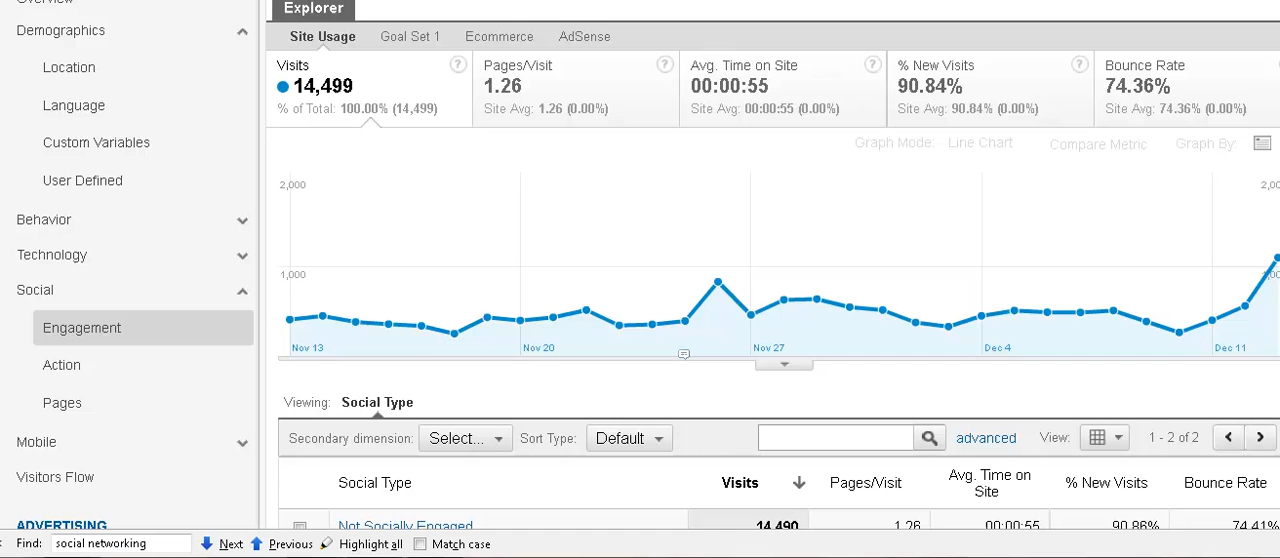 Overview
Demographics
Location
Language
Custom Variables
User Defined
Behavior
Technology
Social
Engagement
Action
Pages
Mobile
Visitors Flow
ADVERTISING
Explorer
Site Usage Goal Set 1 Ecommerce AdSense
Visits ?
14,499
% of Total: 100.00% (14,499)
Pages/Visit ?
1.26
Site Avg: 1.26 (0.00%)
Avg. Time on Site ?
00:00:55
Site Avg: 00:00:55 (0.00%)
% New Visits ?
90.84%
Site Avg: 90.84% (0.00%)
Bounce Rate
74.36%
Site Avg: 74.36% (0.00%)
Graph Mode: Line Chart Compare Metric Graph By:
2,000
1,000
Nov 13 Nov 20 Nov 27 Dec 4 Dec 11
Viewing: Social Type
Secondary dimension: Select... Sort Type: Default advanced View: 1 - 2 of 2
Social Type Visits Pages/Visit Avg. Time on Site % New Visits Bounce Rate
Not Socially Engaged 14,490 1.26 00:00:55 90.86% 74.41%
Find: social networking Next Previous Highlight all Match case